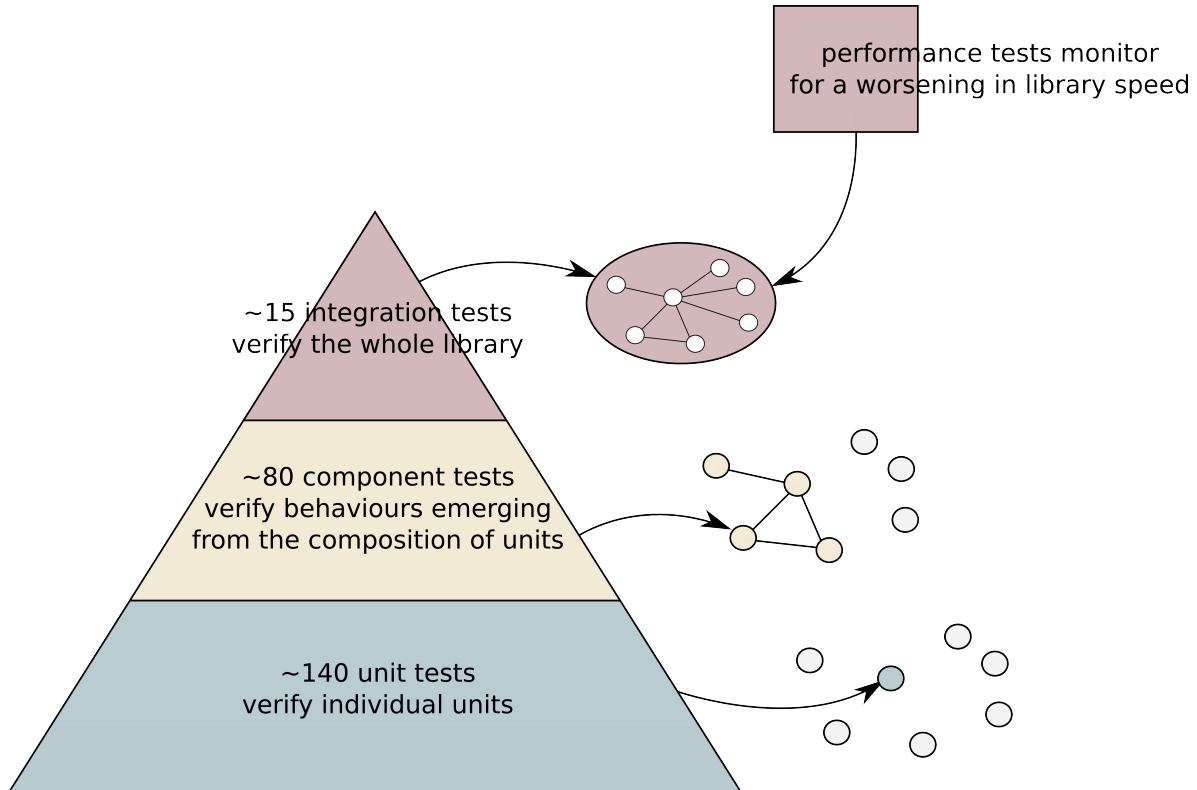 performance tests monitor
for a worsening in library speed
~15 integration tests
verify the whole library
~80 component tests
verify behaviours emerging
from the composition of units
~140 unit tests
verify individual units